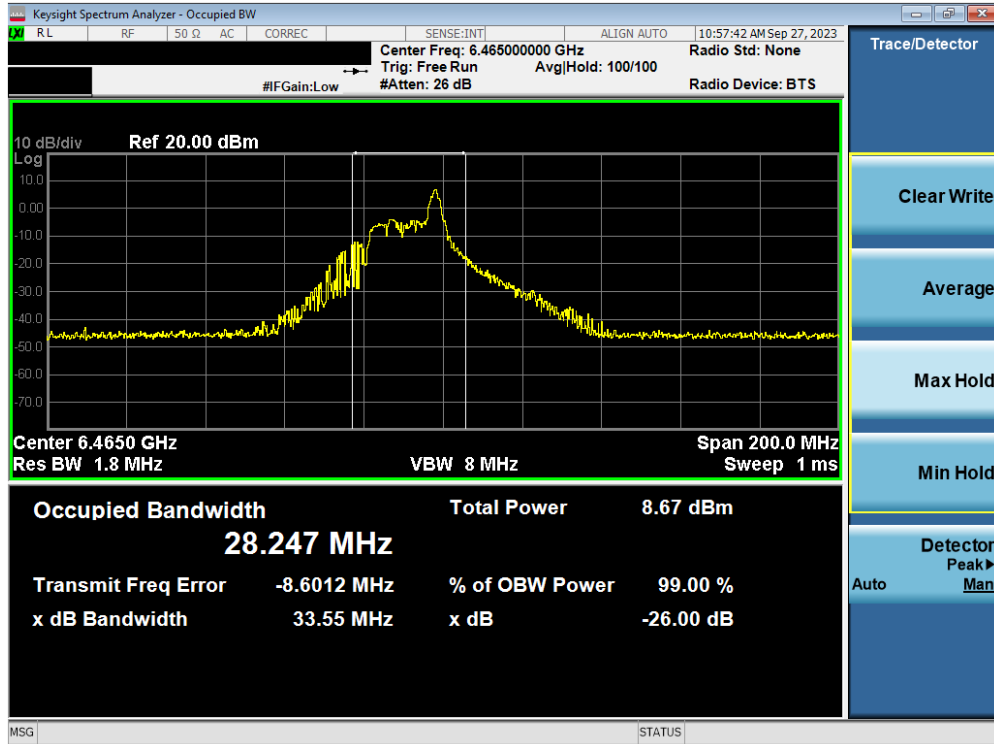 Keysight Spectrum Analyzer - Occupied BW
LXI RL RF 50 Ω AC CORREC SENSE:INT ALIGN AUTO 10:57:42 AM Sep 27, 2023
Center Freq: 6.465000000 GHz Radio Std: None
Trig: Free Run Avg|Hold: 100/100
#IFGain:Low #Atten: 26 dB Radio Device: BTS
Trace/Detector
10 dB/div Ref 20.00 dBm
Log
10.0
0.00
-10.0
-20.0
-30.0
-40.0
-50.0
-60.0
-70.0
Center 6.4650 GHz Span 200.0 MHz
Res BW 1.8 MHz VBW 8 MHz Sweep 1 ms
Occupied Bandwidth Total Power 8.67 dBm
28.247 MHz
Transmit Freq Error -8.6012 MHz % of OBW Power 99.00 %
x dB Bandwidth 33.55 MHz x dB -26.00 dB
Clear Write
Average
Max Hold
Min Hold
Detector
Peak▶
Auto Man
MSG STATUS